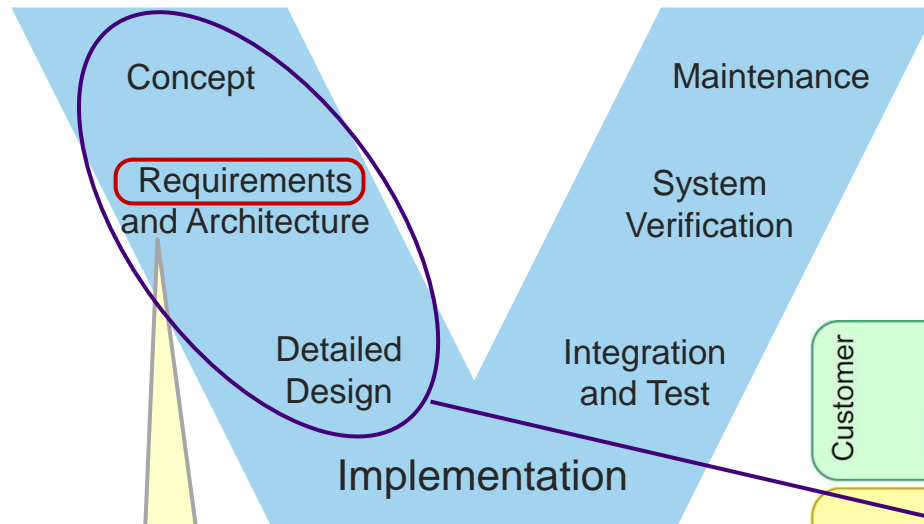 Concept
Requirements
and Architecture
Detailed
Design
Implementation
Integration
and Test
System
Verification
Maintenance
Customer